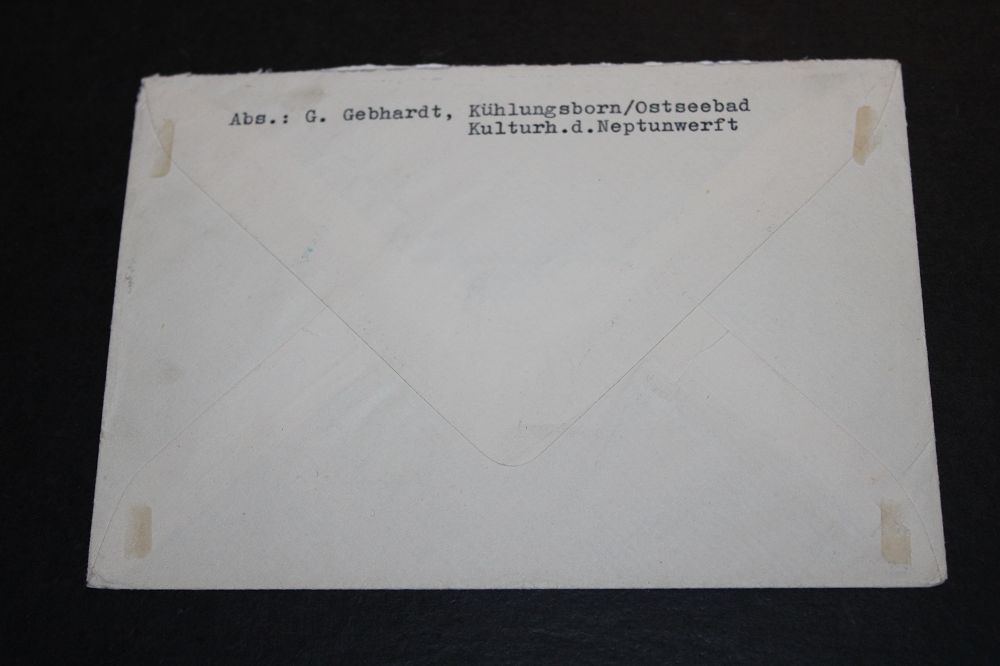 Abs.: G. Gebhardt, Kühlungsborn/Ostseebad
Kulturh.d.Neptunwerft